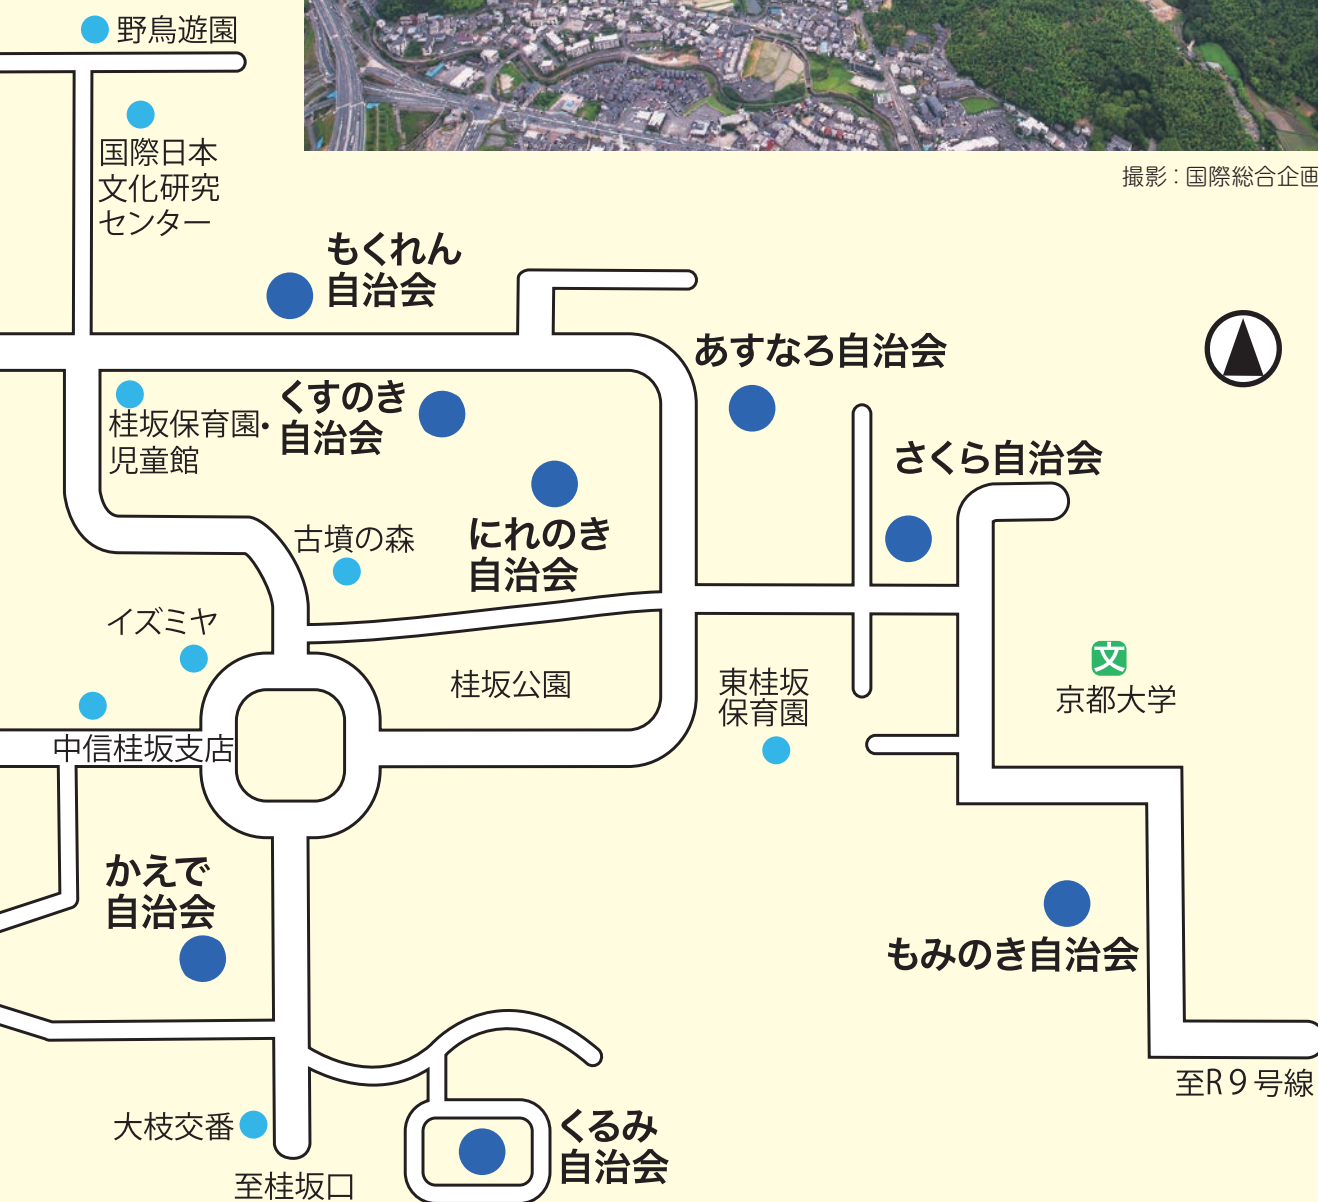 野鳥遊園
国際日本
文化研究
センター
撮影：国際総合企画
もくれん
自治会
あすなろ自治会
くすのき
自治会
桂坂保育園・
児童館
さくら自治会
にれのき
自治会
古墳の森
イズミヤ
桂坂公園
東桂坂
保育園
文
京都大学
中信桂坂支店
かえで
自治会
もみのき自治会
至R9号線
大枝交番
くるみ
自治会
至桂坂口